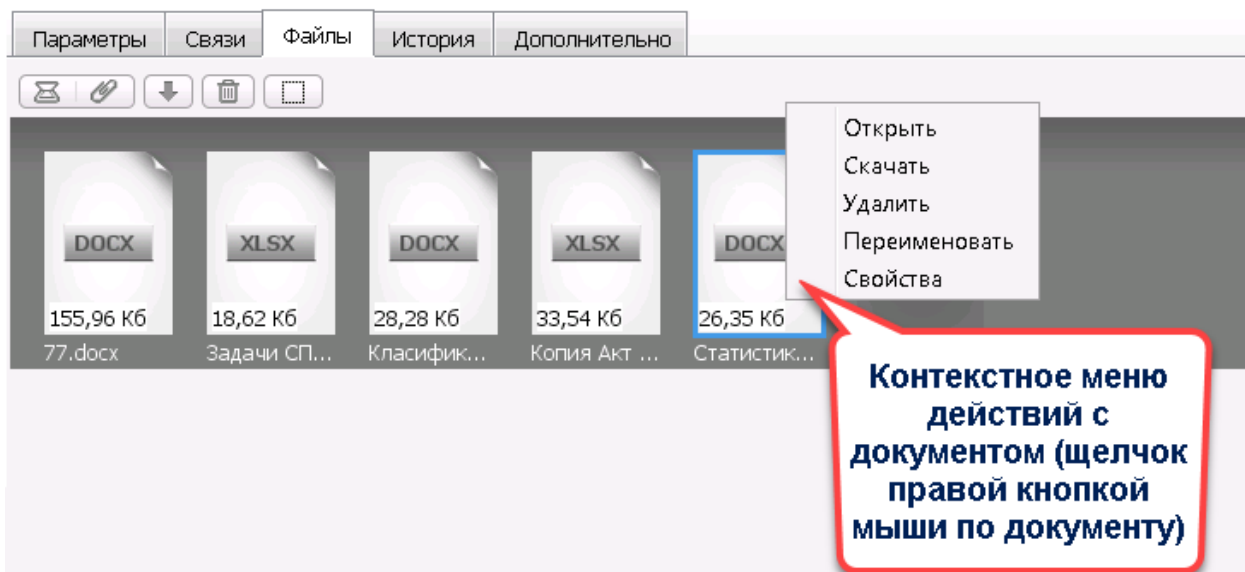 Параметры Связи Файлы История Дополнительно
Открыть
Скачать
Удалить
Переименовать
Свойства
DOCX XLSX DOCX XLSX DOCX
155,96 Кб 18,62 Кб 28,28 Кб 33,54 Кб 26,35 Кб
77.docx Задачи СП... Класифик... Копия Акт ... Статистик...
Контекстное меню
действий с
документом (щелчок
правой кнопкой
мыши по документу)